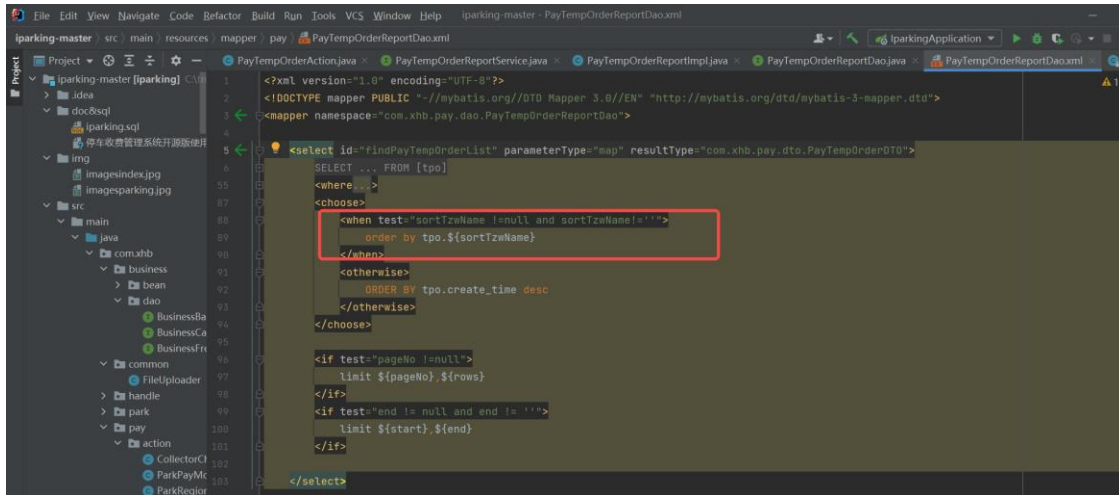 File Edit View Navigate Code Refactor Build Run Tools VCS Window Help iparking-master - PayTempOrderReportDao.xml
iparking-master src main resources mapper pay PayTempOrderReportDao.xml IparkingApplication
Project PayTempOrderAction.java PayTempOrderReportService.java PayTempOrderReportImpl.java PayTempOrderReportDao.java PayTempOrderReportDao.xml
Project
iparking-master [iparking]
.idea
doc&sql
iparking.sql
停车收费管理系统开源版使用
img
imagesindex.jpg
imagesparking.jpg
src
main
java
com.xhb
business
bean
dao
BusinessBa
BusinessCa
BusinessFre
common
FileUploader
handle
park
pay
action
CollectorCh
ParkPayMo
ParkRegion
1 <?xml version="1.0" encoding="UTF-8"?>
2 <!DOCTYPE mapper PUBLIC "-//mybatis.org//DTD Mapper 3.0//EN" "http://mybatis.org/dtd/mybatis-3-mapper.dtd">
3 <mapper namespace="com.xhb.pay.dao.PayTempOrderReportDao">
4
5 <select id="findPayTempOrderList" parameterType="map" resultType="com.xhb.pay.dto.PayTempOrderDTO">
6 SELECT ... FROM [tpo]
55 <where...>
87 <choose>
88 <when test="sortTzwName !=null and sortTzwName!=''">
89 order by tpo.${sortTzwName}
90 </when>
91 <otherwise>
92 ORDER BY tpo.create_time desc
93 </otherwise>
94 </choose>
95
96 <if test="pageNo !=null">
97 limit ${pageNo},${rows}
98 </if>
99 <if test="end != null and end != ''">
100 limit ${start},${end}
101 </if>
102
103 </select>